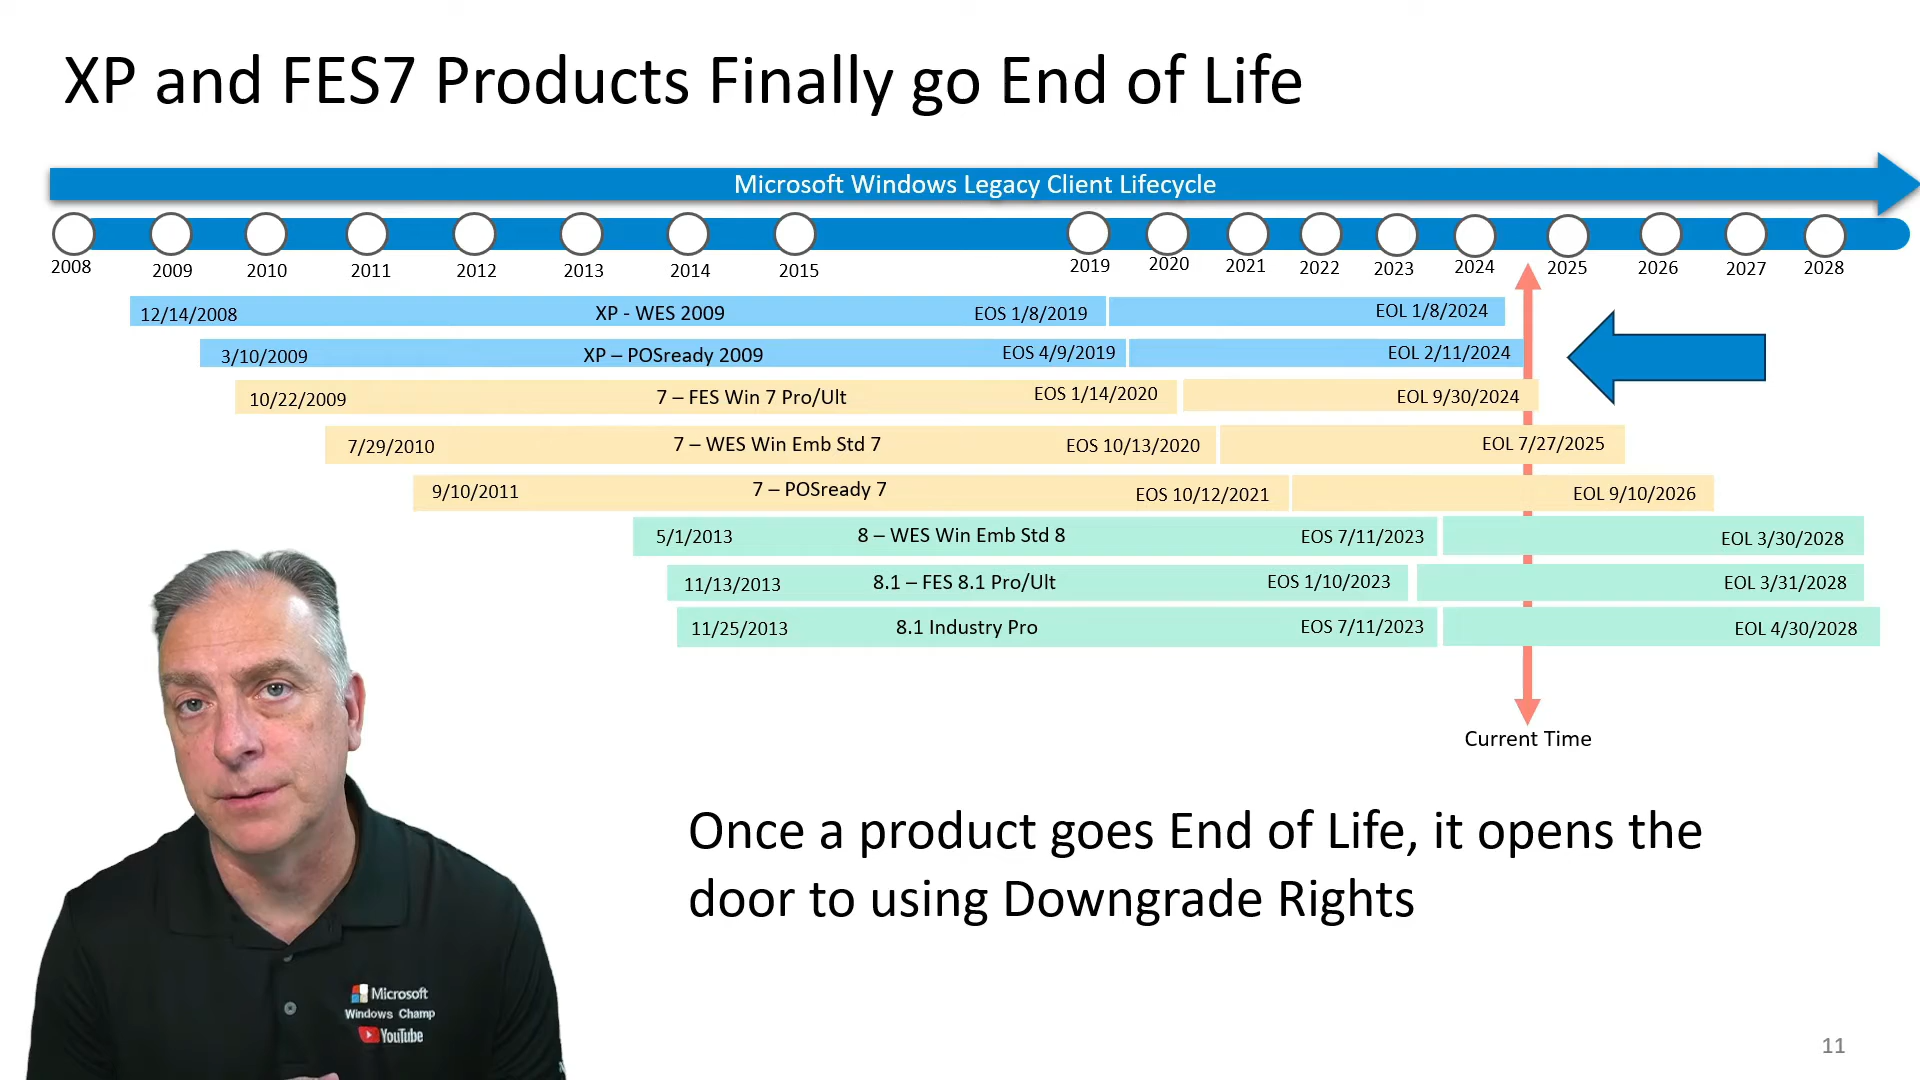 XP and FES7 Products Finally go End of Life
Microsoft Windows Legacy Client Lifecycle
2008 2009 2010 2011 2012 2013 2014 2015 2019 2020 2021 2022 2023 2024 2025 2026 2027 2028
12/14/2008 XP - WES 2009 EOS 1/8/2019 EOL 1/8/2024
3/10/2009 XP – POSready 2009 EOS 4/9/2019 EOL 2/11/2024
10/22/2009 7 – FES Win 7 Pro/Ult EOS 1/14/2020 EOL 9/30/2024
7/29/2010 7 – WES Win Emb Std 7 EOS 10/13/2020 EOL 7/27/2025
9/10/2011 7 – POSready 7 EOS 10/12/2021 EOL 9/10/2026
5/1/2013 8 – WES Win Emb Std 8 EOS 7/11/2023 EOL 3/30/2028
11/13/2013 8.1 – FES 8.1 Pro/Ult EOS 1/10/2023 EOL 3/31/2028
11/25/2013 8.1 Industry Pro EOS 7/11/2023 EOL 4/30/2028
Current Time
Once a product goes End of Life, it opens the
door to using Downgrade Rights
Microsoft
Windows Champ
YouTube
11